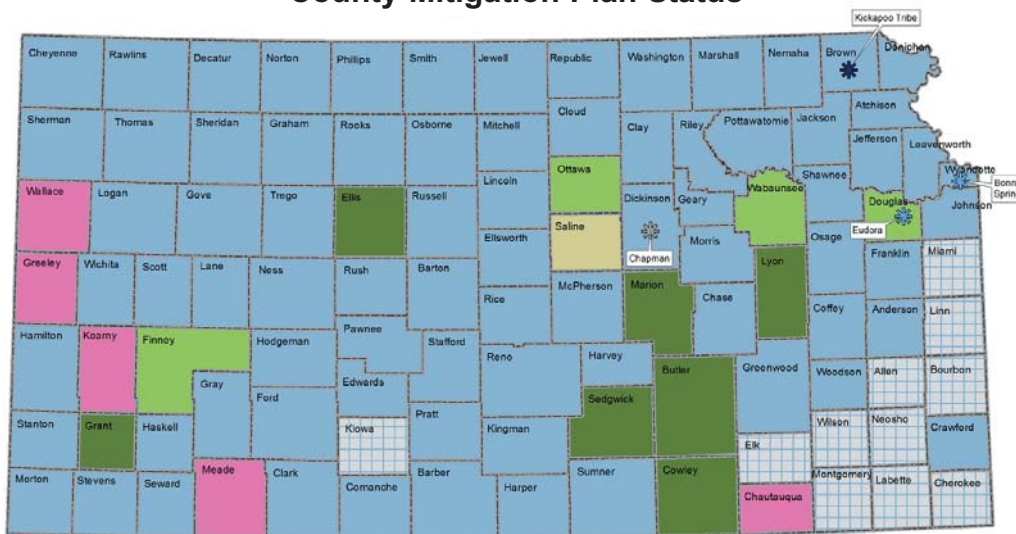 County Mitigation Plan Status
Kickapoo Tribe
Cheyenne
Rawlins
Decatur
Norton
Phillips
Smith
Jewell
Republic
Washington
Marshall
Nemaha
Brown
Doniphan
Sherman
Thomas
Sheridan
Graham
Rooks
Osborne
Mitchell
Cloud
Clay
Riley
Pottawatomie
Jackson
Atchison
Jefferson
Leavenworth
Wyandotte
Bonn
Spring
Wallace
Logan
Gove
Trego
Ellis
Russell
Lincoln
Ottawa
Dickinson
Geary
Wabaunsee
Shawnee
Douglas
Johnson
Eudora
Chapman
Saline
Ellsworth
Morris
Osage
Greeley
Wichita
Scott
Lane
Ness
Rush
Barton
Rice
McPherson
Marion
Chase
Lyon
Franklin
Miami
Hamilton
Kearny
Finney
Hodgeman
Pawnee
Stafford
Reno
Harvey
Butler
Greenwood
Coffey
Anderson
Linn
Gray
Ford
Edwards
Woodson
Allen
Bourbon
Stanton
Grant
Haskell
Kiowa
Pratt
Kingman
Sedgwick
Elk
Wilson
Neosho
Crawford
Morton
Stevens
Seward
Meade
Clark
Comanche
Barber
Harper
Sumner
Cowley
Chautauqua
Montgomery
Labette
Cherokee